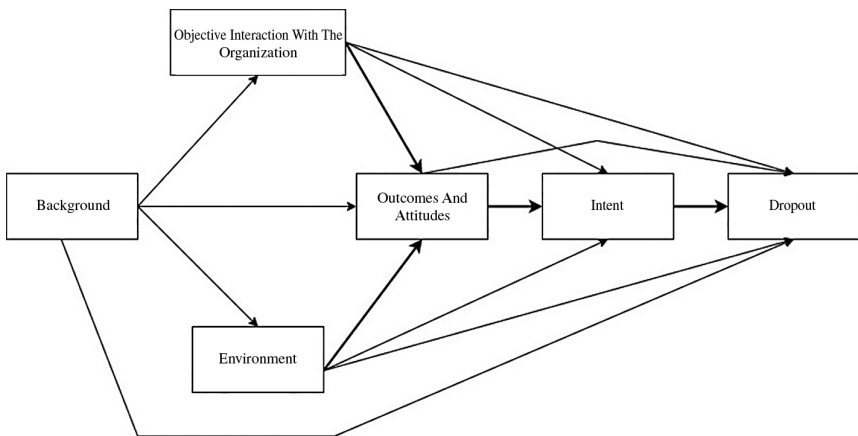 Objective Interaction With The
Organization
Background
Outcomes And
Attitudes
Intent
Dropout
Environment